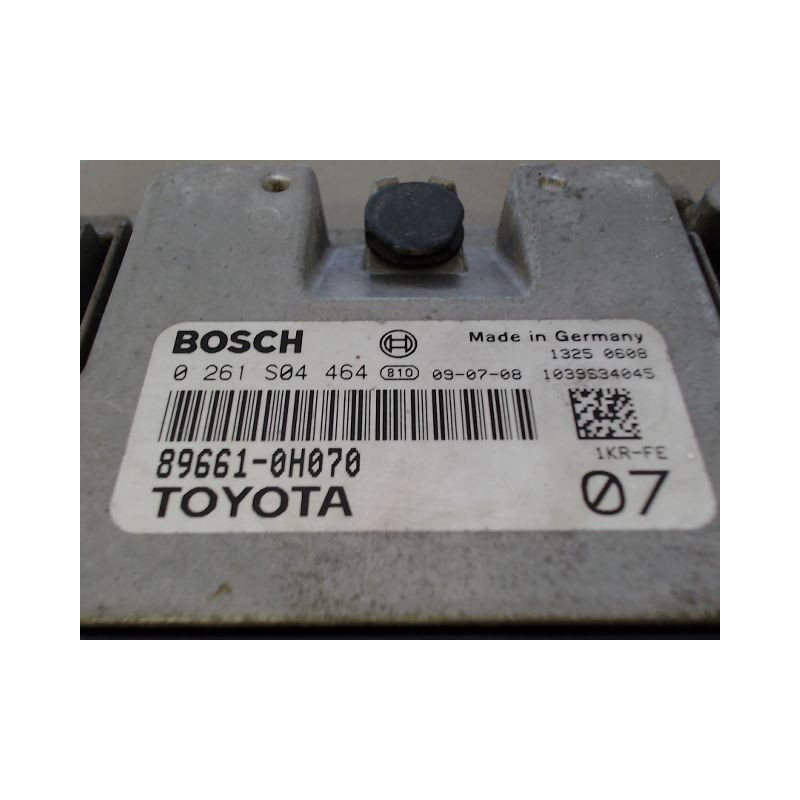 BOSCH Made in Germany
1325 0608
0 261 S04 464 810 09-07-08 1039S34045
89661-0H070 1KR-FE
TOYOTA 07